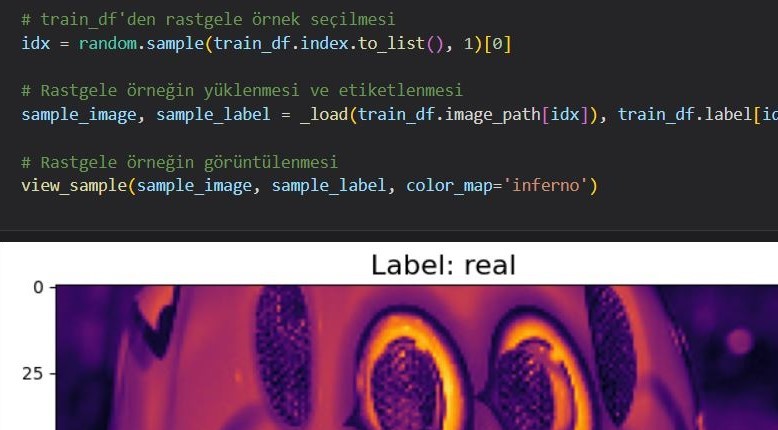 # train_df'den rastgele örnek seçilmesi
idx = random.sample(train_df.index.to_list(), 1)[0]
# Rastgele örneğin yüklenmesi ve etiketlenmesi
sample_image, sample_label = _load(train_df.image_path[idx]), train_df.label[id
# Rastgele örneğin görüntülenmesi
view_sample(sample_image, sample_label, color_map='inferno')
Label: real
0
25